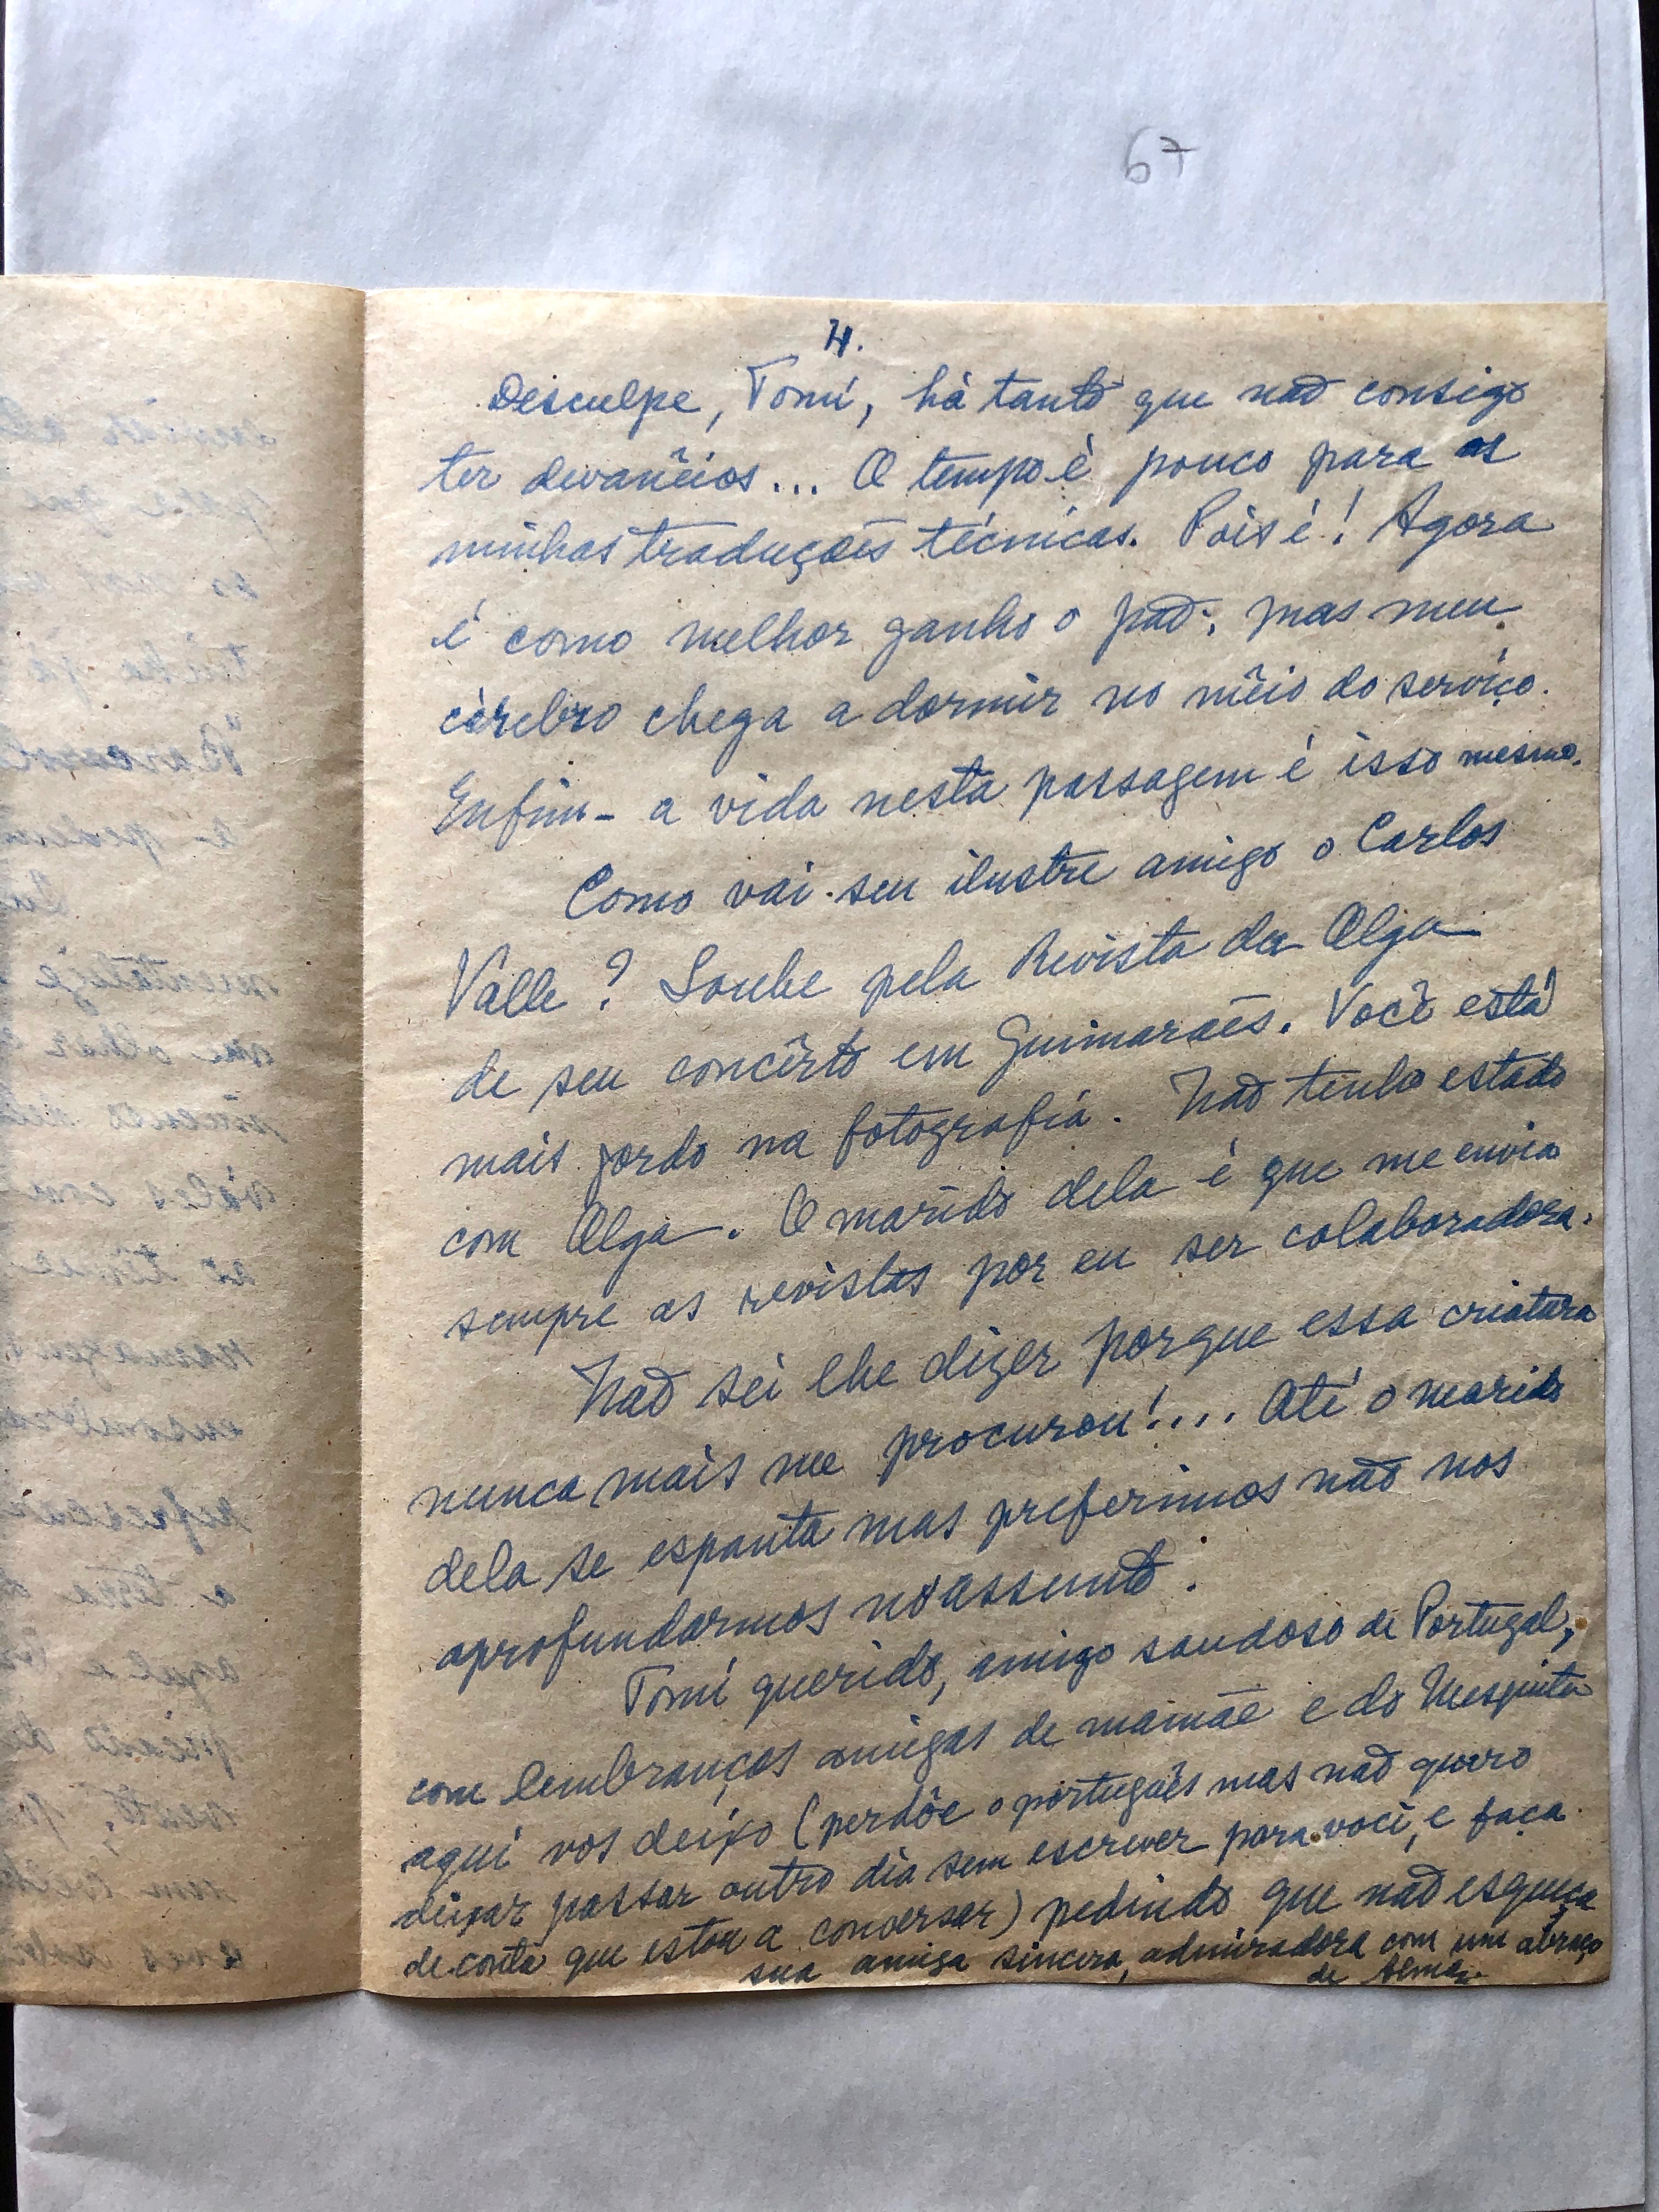 67
4.
Desculpe, Tomí, há tanto que não consigo
ter devanêios... O tempo é pouco para as
minhas traduções técnicas. Pois é! Agora
é como melhor ganho o pão; mas meu
cérebro chega a dormir no mêio do serviço.
Enfim - a vida nesta passagem é isso mesmo.
Como vai seu ilustre amigo o Carlos
Valle? Soube pela Revista da Olga
de seu concêrto em Guimarães. Você está
mais gordo na fotografia. Não tenho estado
com Olga. O marido dela é que me envia
sempre as revistas por eu ser colaboradora.
Não sei lhe dizer porque essa criatura
nunca mais me procurou!.... Até o marido
dela se espanta mas preferimos não nos
aprofundarmos no assunto.
Tomí querido, amigo saudoso de Portugal,
com lembranças amigas de mamãe e do Mesquita
aqui vos deixo (perdôe o português mas não quero
deixar passar outro dia sem escrever para você, e faça
de conta que estou a conversar) pedindo que não esqueça
sua amiga sincera, admiradora com um abraço
de